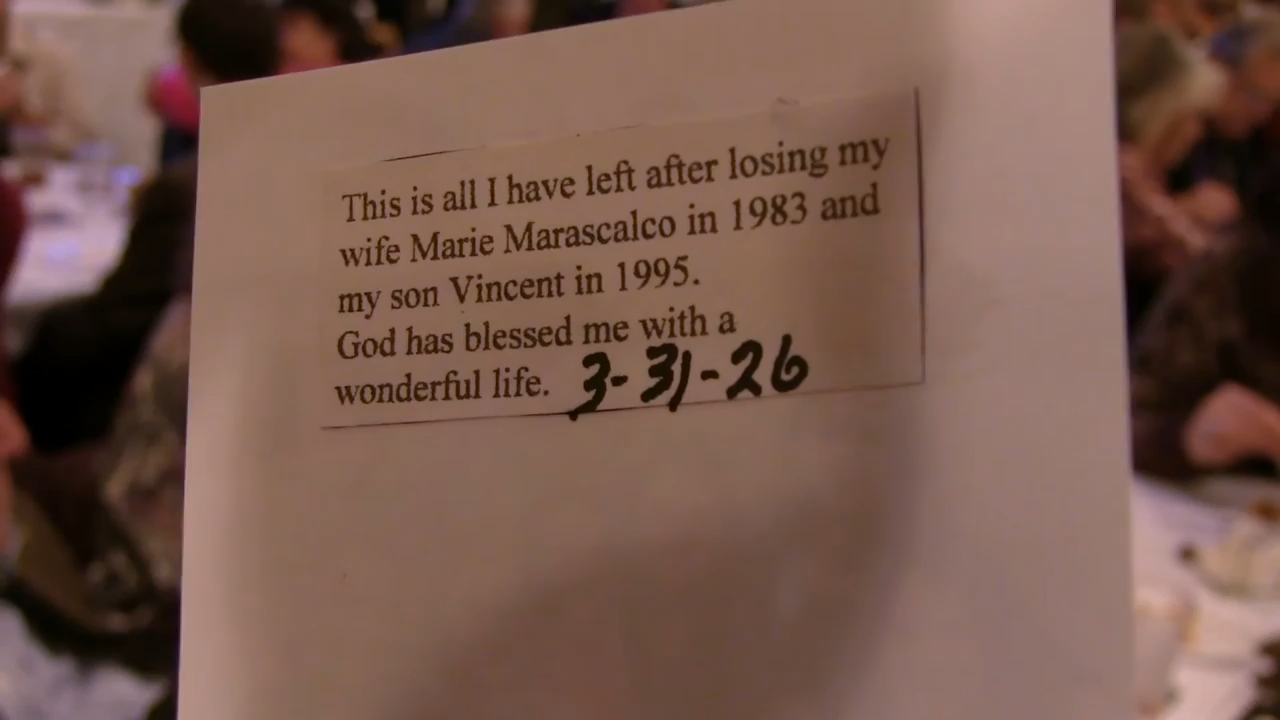 This is all I have left after losing my
wife Marie Marascalco in 1983 and
my son Vincent in 1995.
God has blessed me with a
wonderful life. 3-31-26